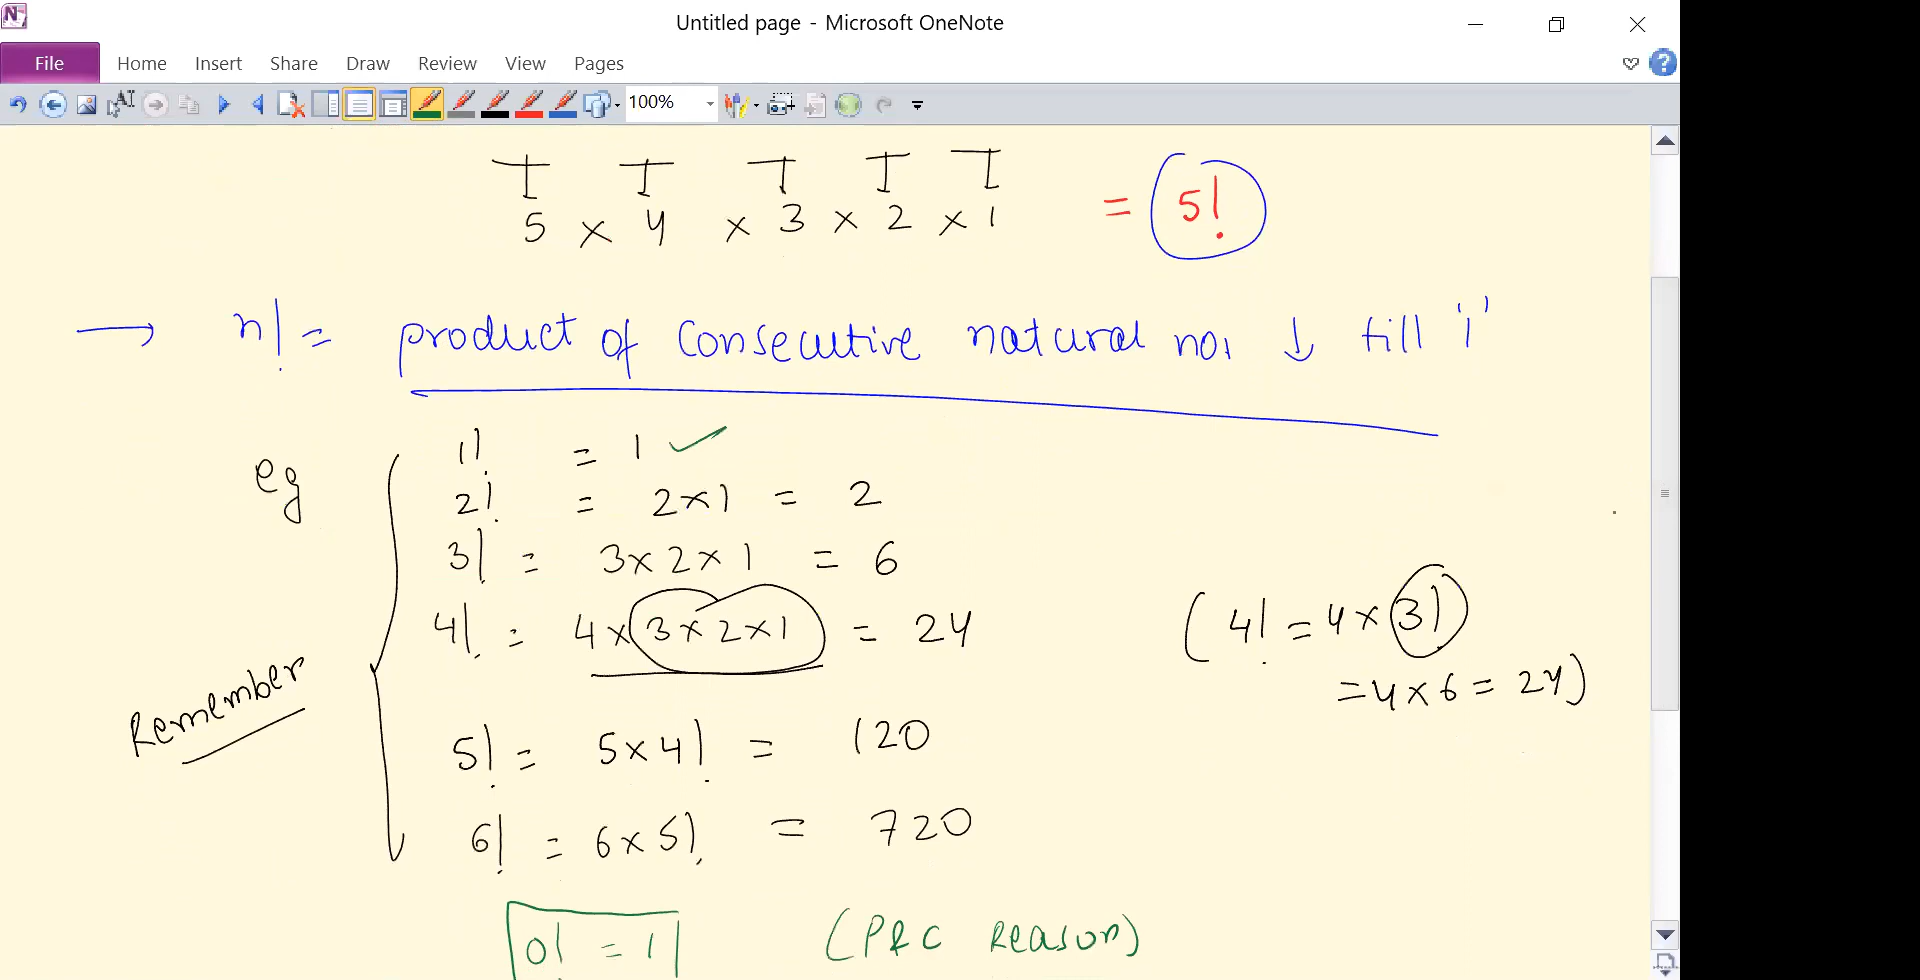 Untitled page - Microsoft OneNote
File Home Insert Share Draw Review View Pages
100%
5 × 4 × 3 × 2 × 1 = 5!
→ n! = product of consecutive natural no. ↓ till '1'
eg
1! = 1 ✓
2! = 2×1 = 2
3! = 3×2×1 = 6
4! = 4×3×2×1 = 24
(4! = 4×3!
=4×6 = 24)
Remember
5! = 5×4! = 120
6! = 6×5! = 720
0! = 1 (P&C Reason)